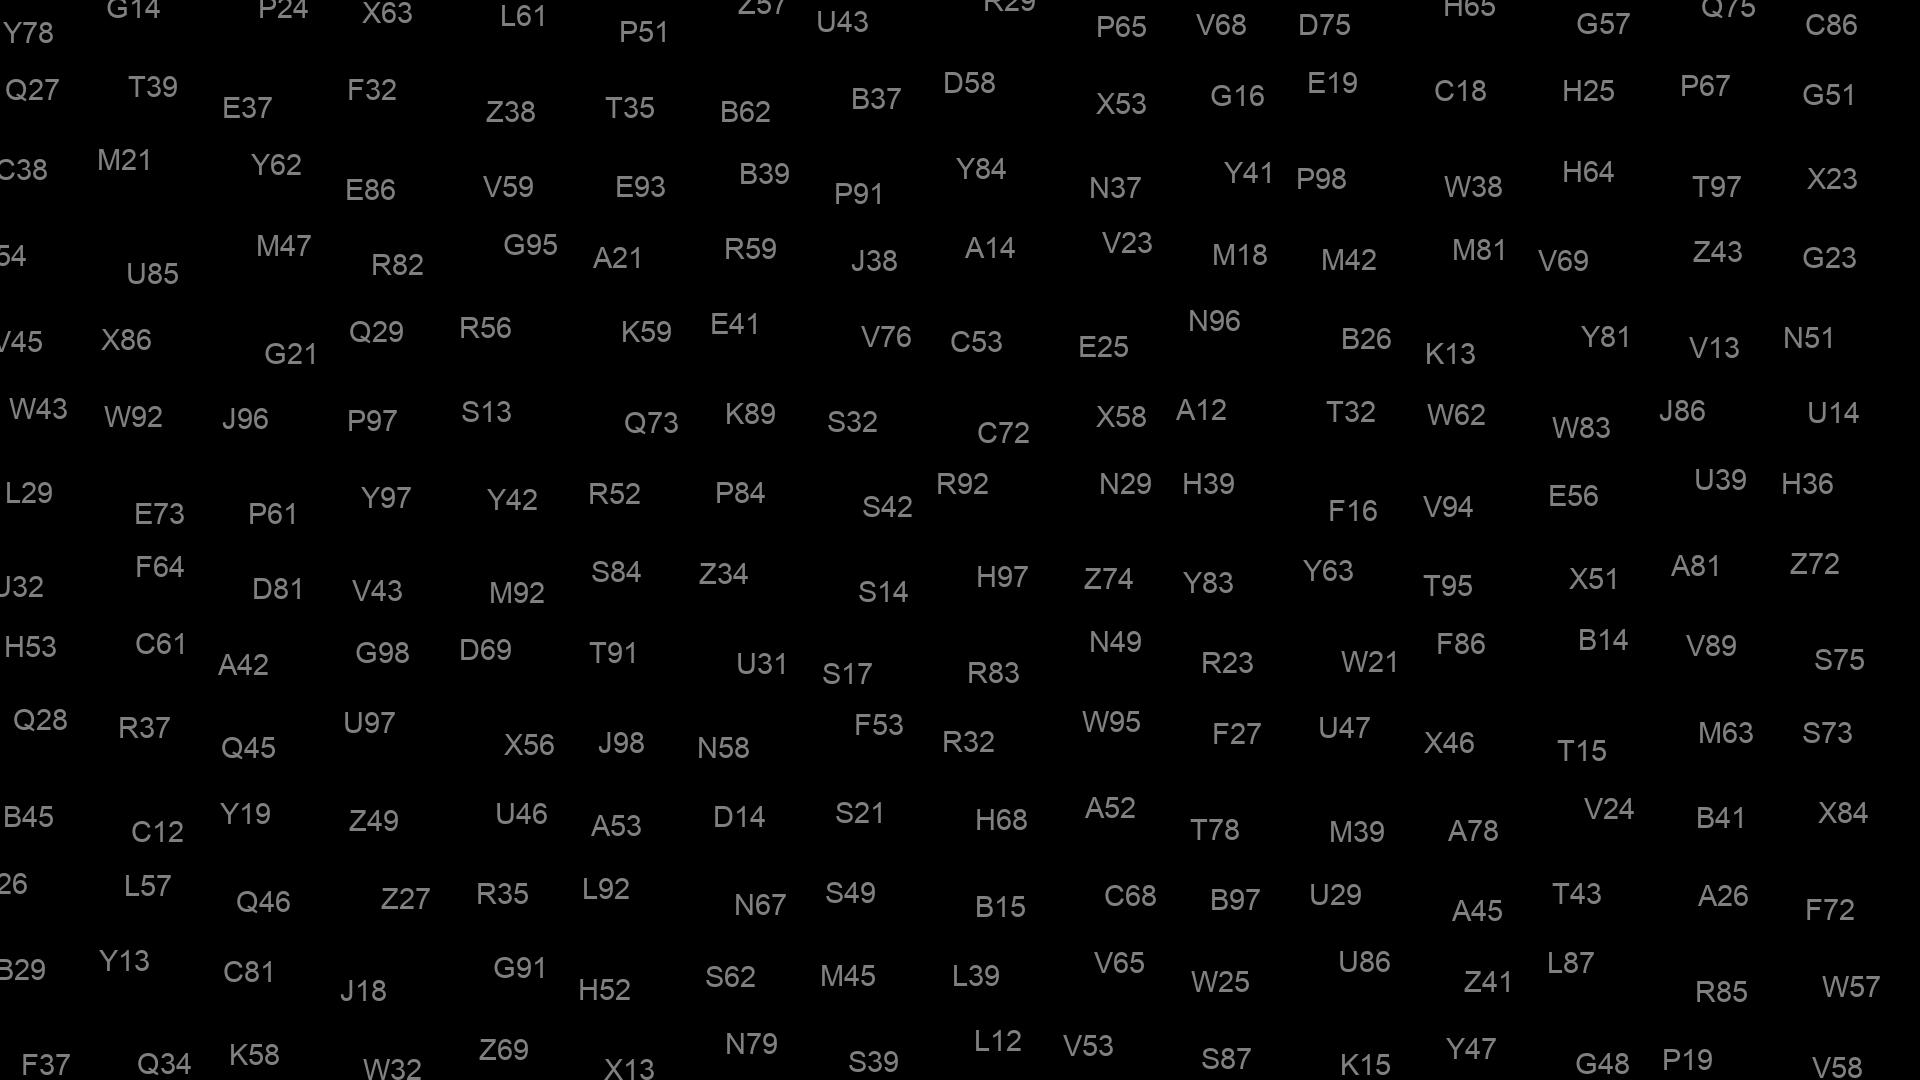 Y78 G14 P24 X63 L61 P51 Z57 U43 R29 P65 V68 D75 H65 G57 Q75 C86
Q27 T39 E37 F32 Z38 T35 B62 B37 D58 X53 G16 E19 C18 H25 P67 G51
C38 M21 Y62 E86 V59 E93 B39 P91 Y84 N37 Y41 P98 W38 H64 T97 X23
54 U85 M47 R82 G95 A21 R59 J38 A14 V23 M18 M42 M81 V69 Z43 G23
V45 X86 G21 Q29 R56 K59 E41 V76 C53 E25 N96 B26 K13 Y81 V13 N51
W43 W92 J96 P97 S13 Q73 K89 S32 C72 X58 A12 T32 W62 W83 J86 U14
L29 E73 P61 Y97 Y42 R52 P84 S42 R92 N29 H39 F16 V94 E56 U39 H36
U32 F64 D81 V43 M92 S84 Z34 S14 H97 Z74 Y83 Y63 T95 X51 A81 Z72
H53 C61 A42 G98 D69 T91 U31 S17 R83 N49 R23 W21 F86 B14 V89 S75
Q28 R37 Q45 U97 X56 J98 N58 F53 R32 W95 F27 U47 X46 T15 M63 S73
B45 C12 Y19 Z49 U46 A53 D14 S21 H68 A52 T78 M39 A78 V24 B41 X84
26 L57 Q46 Z27 R35 L92 N67 S49 B15 C68 B97 U29 A45 T43 A26 F72
B29 Y13 C81 J18 G91 H52 S62 M45 L39 V65 W25 U86 Z41 L87 R85 W57
F37 Q34 K58 W32 Z69 X13 N79 S39 L12 V53 S87 K15 Y47 G48 P19 V58